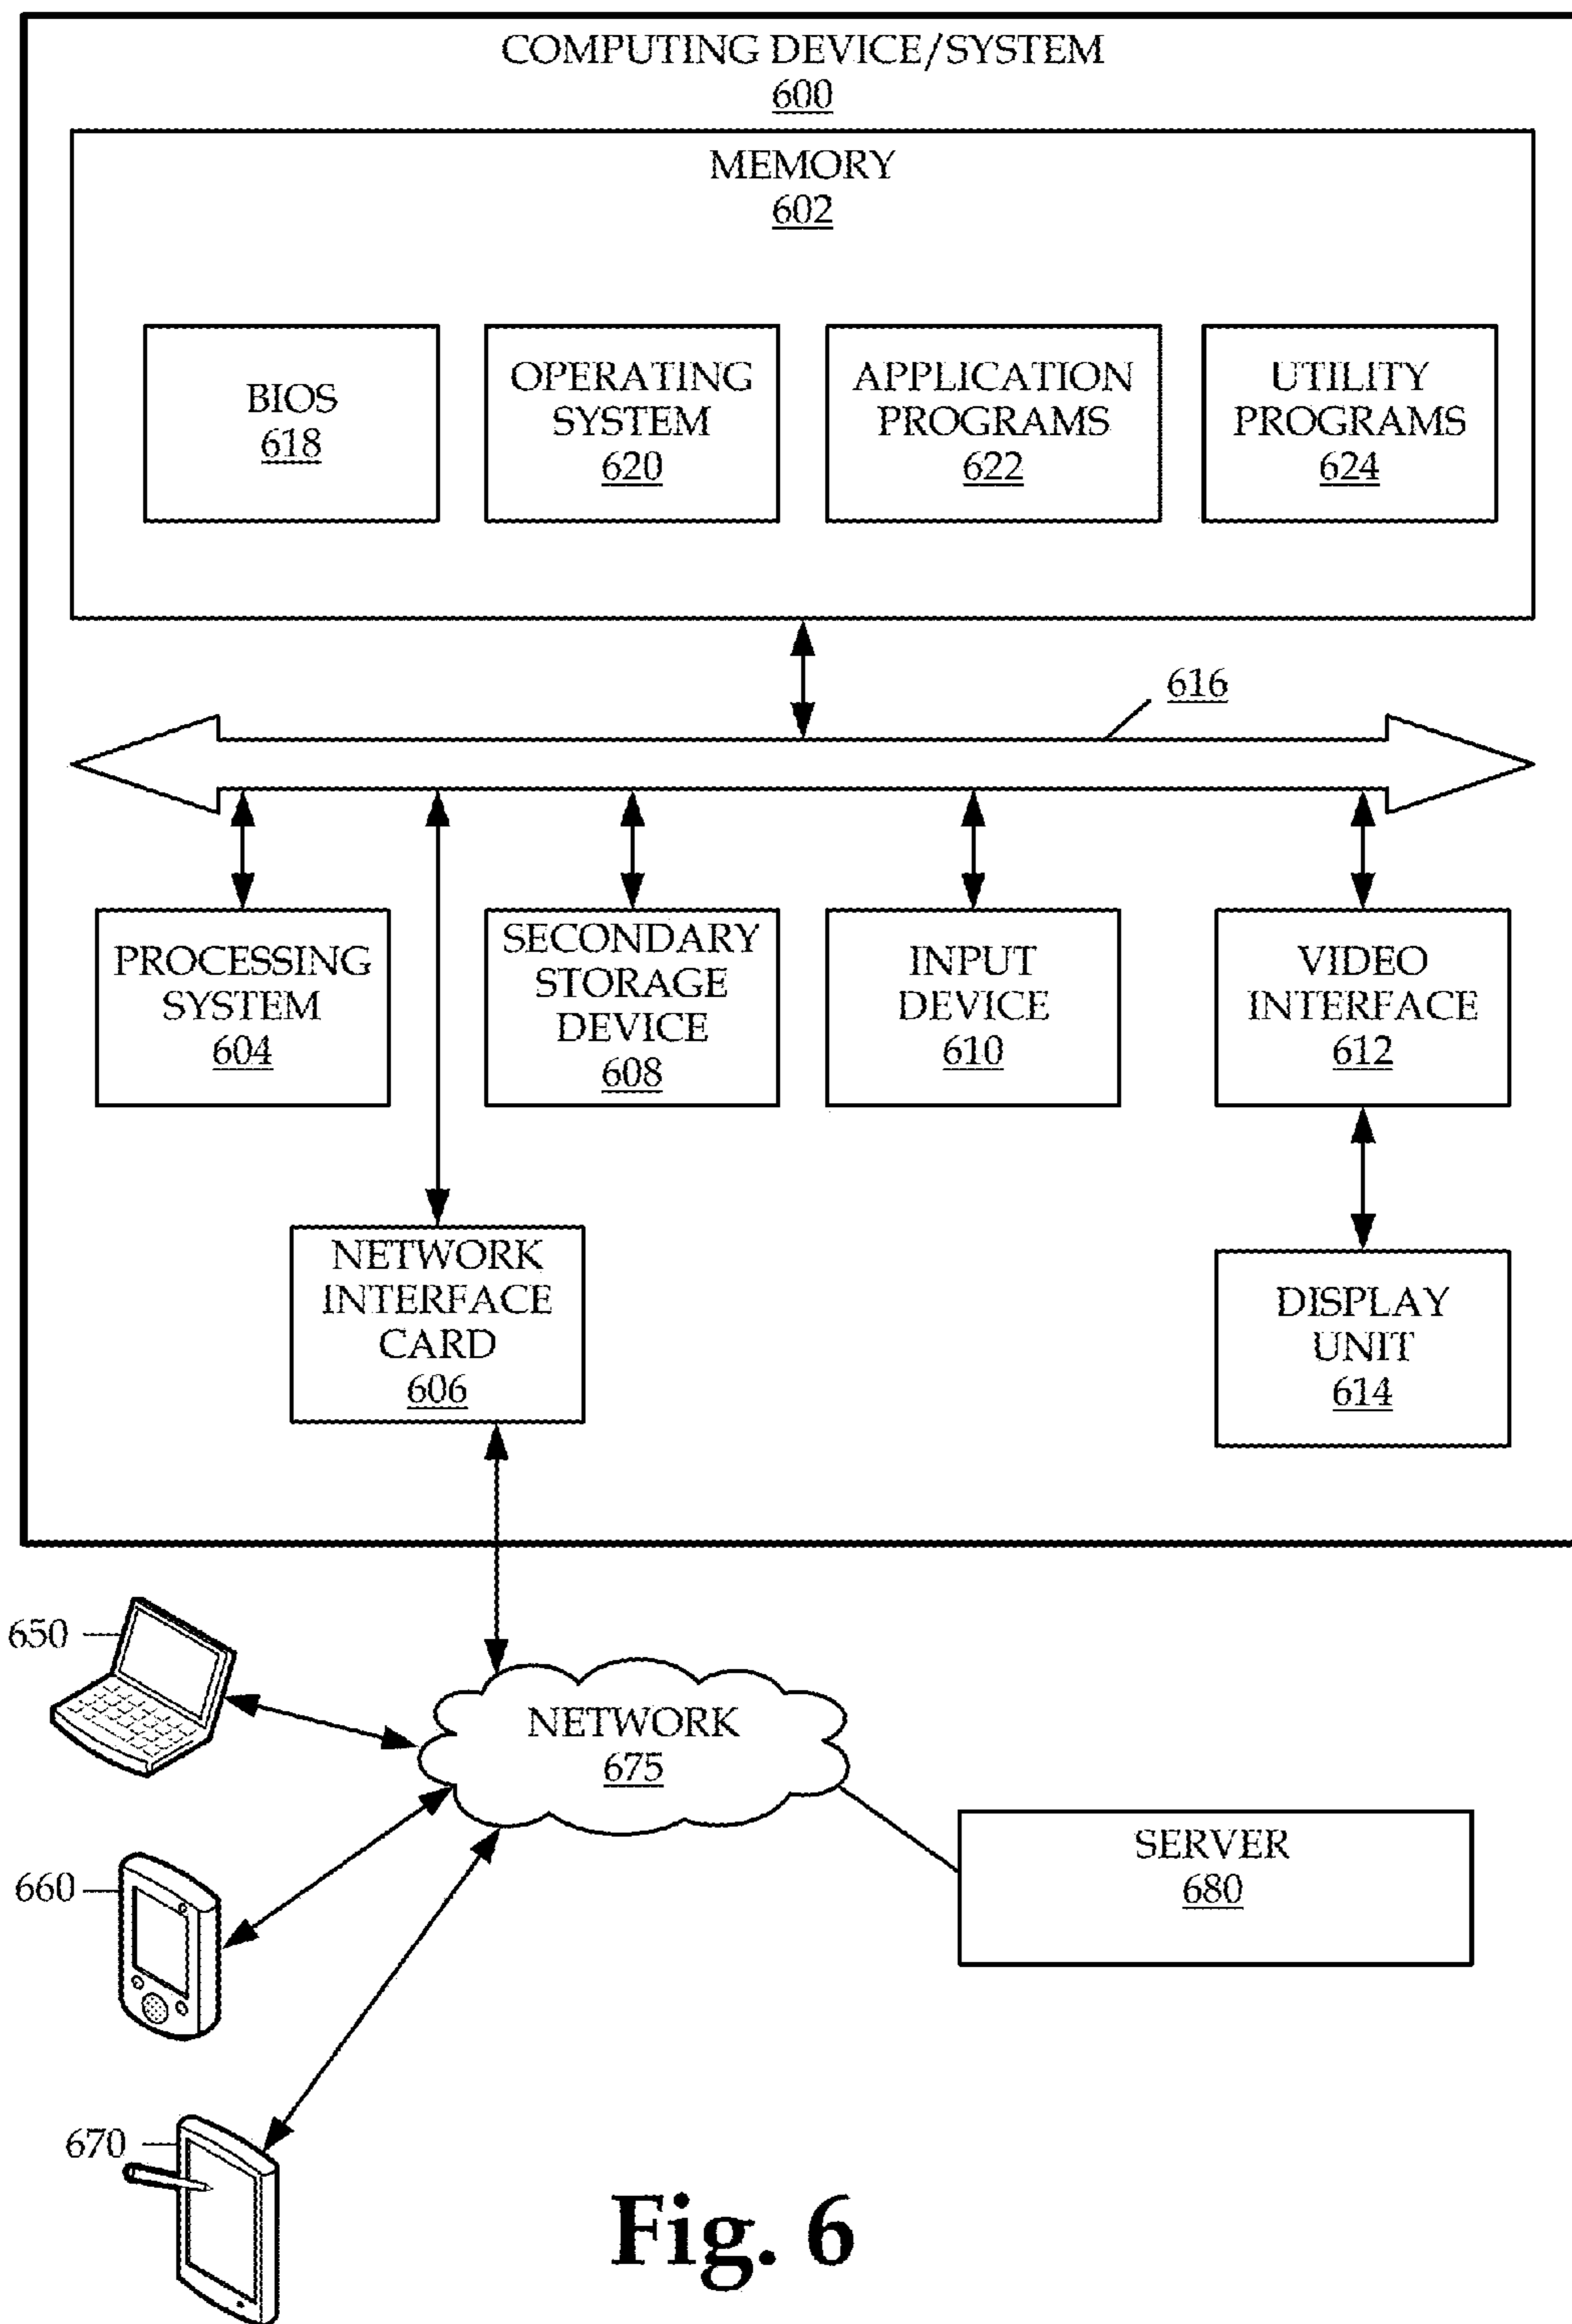 COMPUTING DEVICE/SYSTEM
600
MEMORY
602
BIOS
618
OPERATING
SYSTEM
620
APPLICATION
PROGRAMS
622
UTILITY
PROGRAMS
624
616
PROCESSING
SYSTEM
604
SECONDARY
STORAGE
DEVICE
608
INPUT
DEVICE
610
VIDEO
INTERFACE
612
NETWORK
INTERFACE
CARD
606
DISPLAY
UNIT
614
650
NETWORK
675
SERVER
680
660
670
Fig. 6